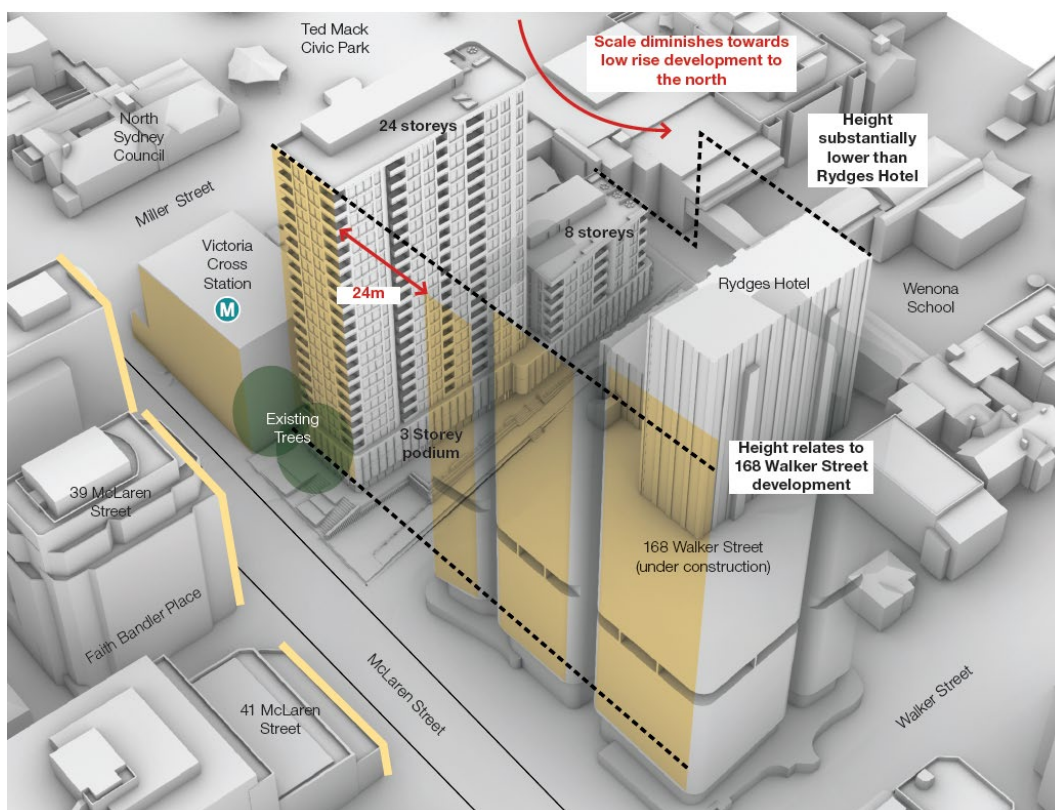 Ted Mack
Civic Park
Scale diminishes towards
low rise development to
the north
North
Sydney
Council
24 storeys
Height
substantially
lower than
Rydges Hotel
Miller Street
Victoria
Cross
Station
M
8 storeys
24m
Rydges Hotel
Wenona
School
Existing
Trees
3 Storey
podium
Height relates to
168 Walker Street
development
39 McLaren
Street
168 Walker Street
(under construction)
Faith Bandler Place
McLaren Street
41 McLaren
Street
Walker Street